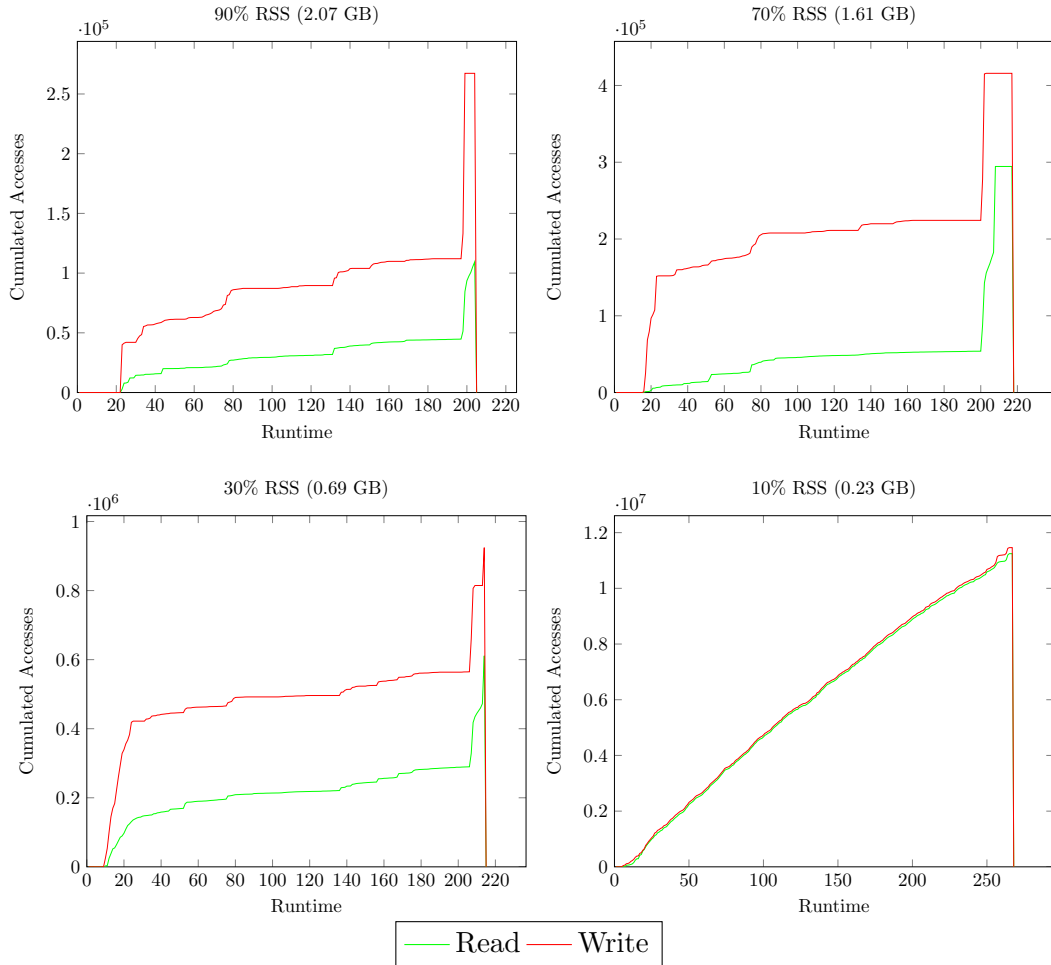 90% RSS (2.07 GB)
·10^5
Cumulated Accesses
2.5
2
1.5
1
0.5
0
0 20 40 60 80 100 120 140 160 180 200 220
Runtime
70% RSS (1.61 GB)
·10^5
Cumulated Accesses
4
3
2
1
0
0 20 40 60 80 100 120 140 160 180 200 220
Runtime
30% RSS (0.69 GB)
·10^6
Cumulated Accesses
1
0.8
0.6
0.4
0.2
0
0 20 40 60 80 100 120 140 160 180 200 220
Runtime
10% RSS (0.23 GB)
·10^7
Cumulated Accesses
1.2
1
0.8
0.6
0.4
0.2
0
0 50 100 150 200 250
Runtime
Read Write